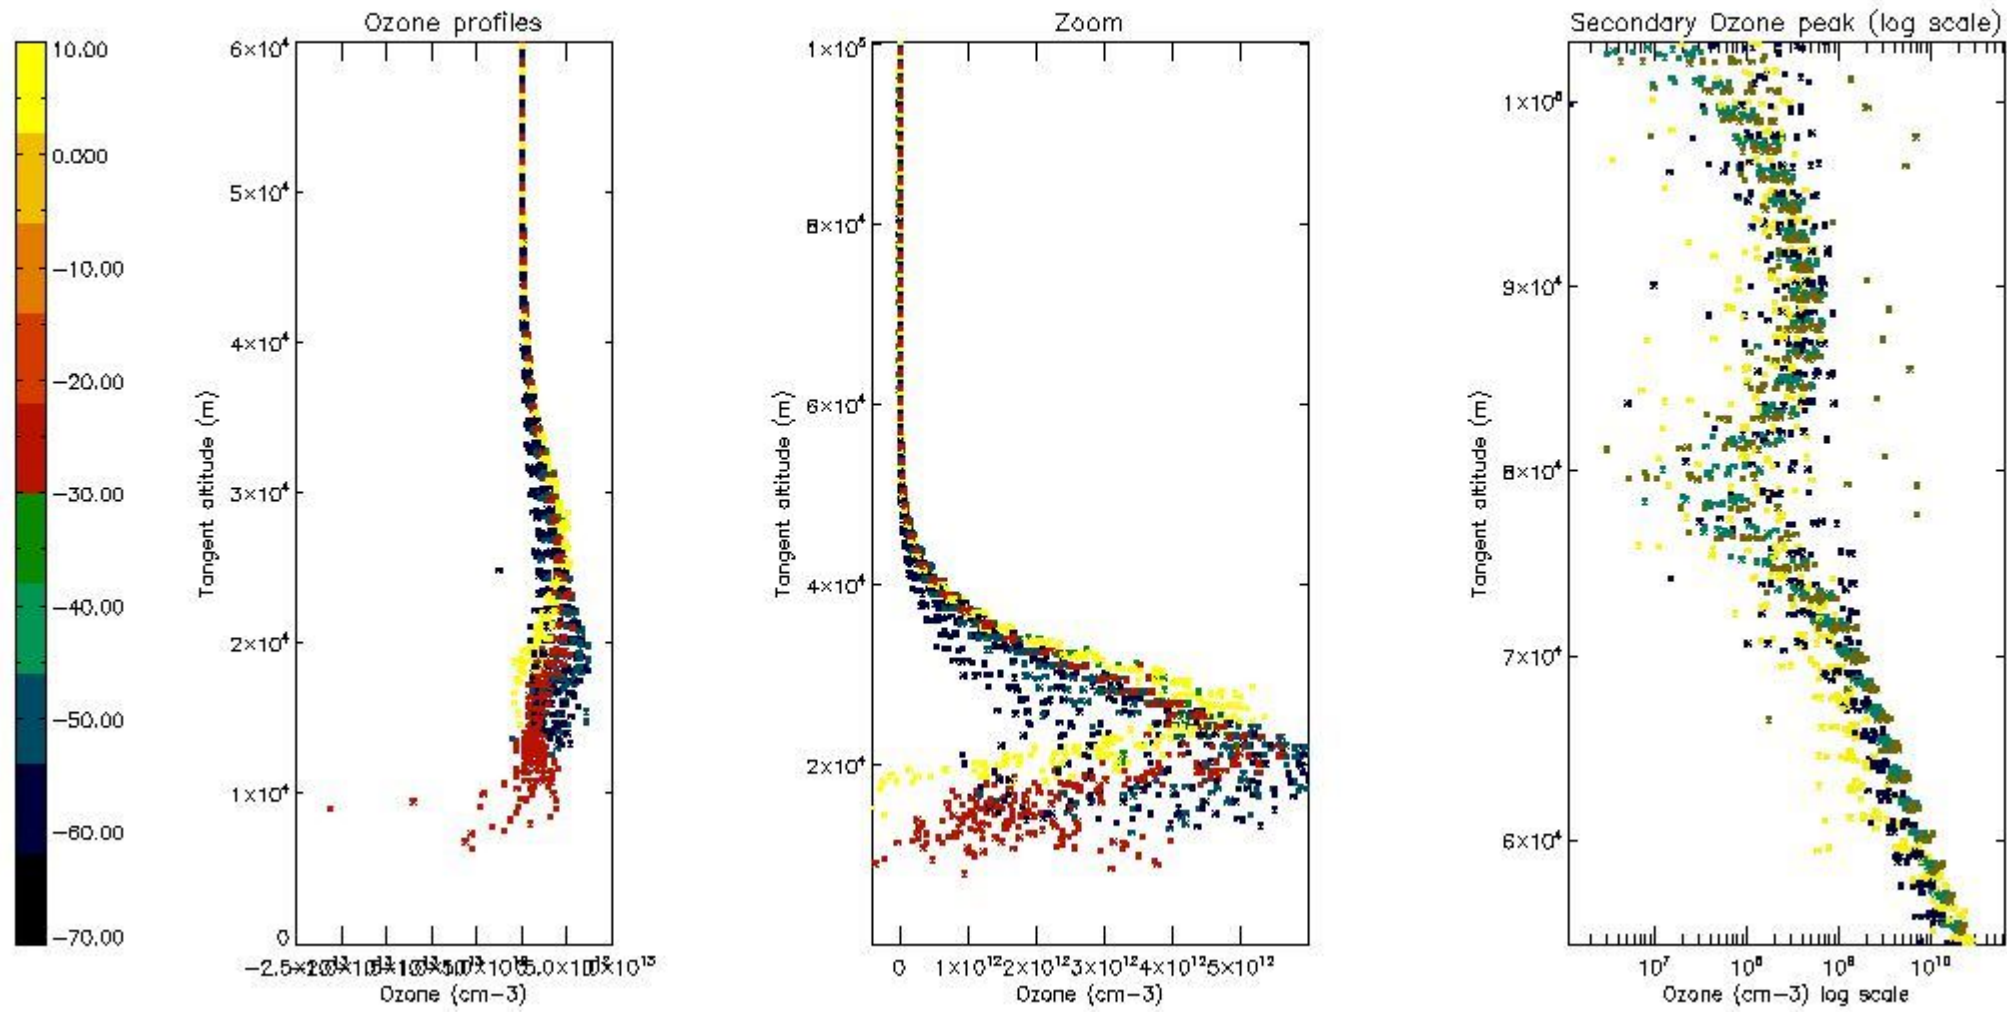 Ozone profiles
Zoom
Secondary Ozone peak (log scale)
10.00
0.000
−10.00
−20.00
−30.00
−40.00
−50.00
−60.00
−70.00
6×10⁴
5×10⁴
4×10⁴
3×10⁴
2×10⁴
1×10⁴
0
Tangent altitude (m)
Ozone (cm−3)
1×10⁵
8×10⁴
6×10⁴
4×10⁴
2×10⁴
Tangent altitude (m)
0 1×10¹² 2×10¹² 3×10¹² 4×10¹² 5×10¹²
Ozone (cm−3)
1×10⁵
9×10⁴
8×10⁴
7×10⁴
6×10⁴
Tangent altitude (m)
10⁷ 10⁸ 10⁹ 10¹⁰
Ozone (cm−3) log scale